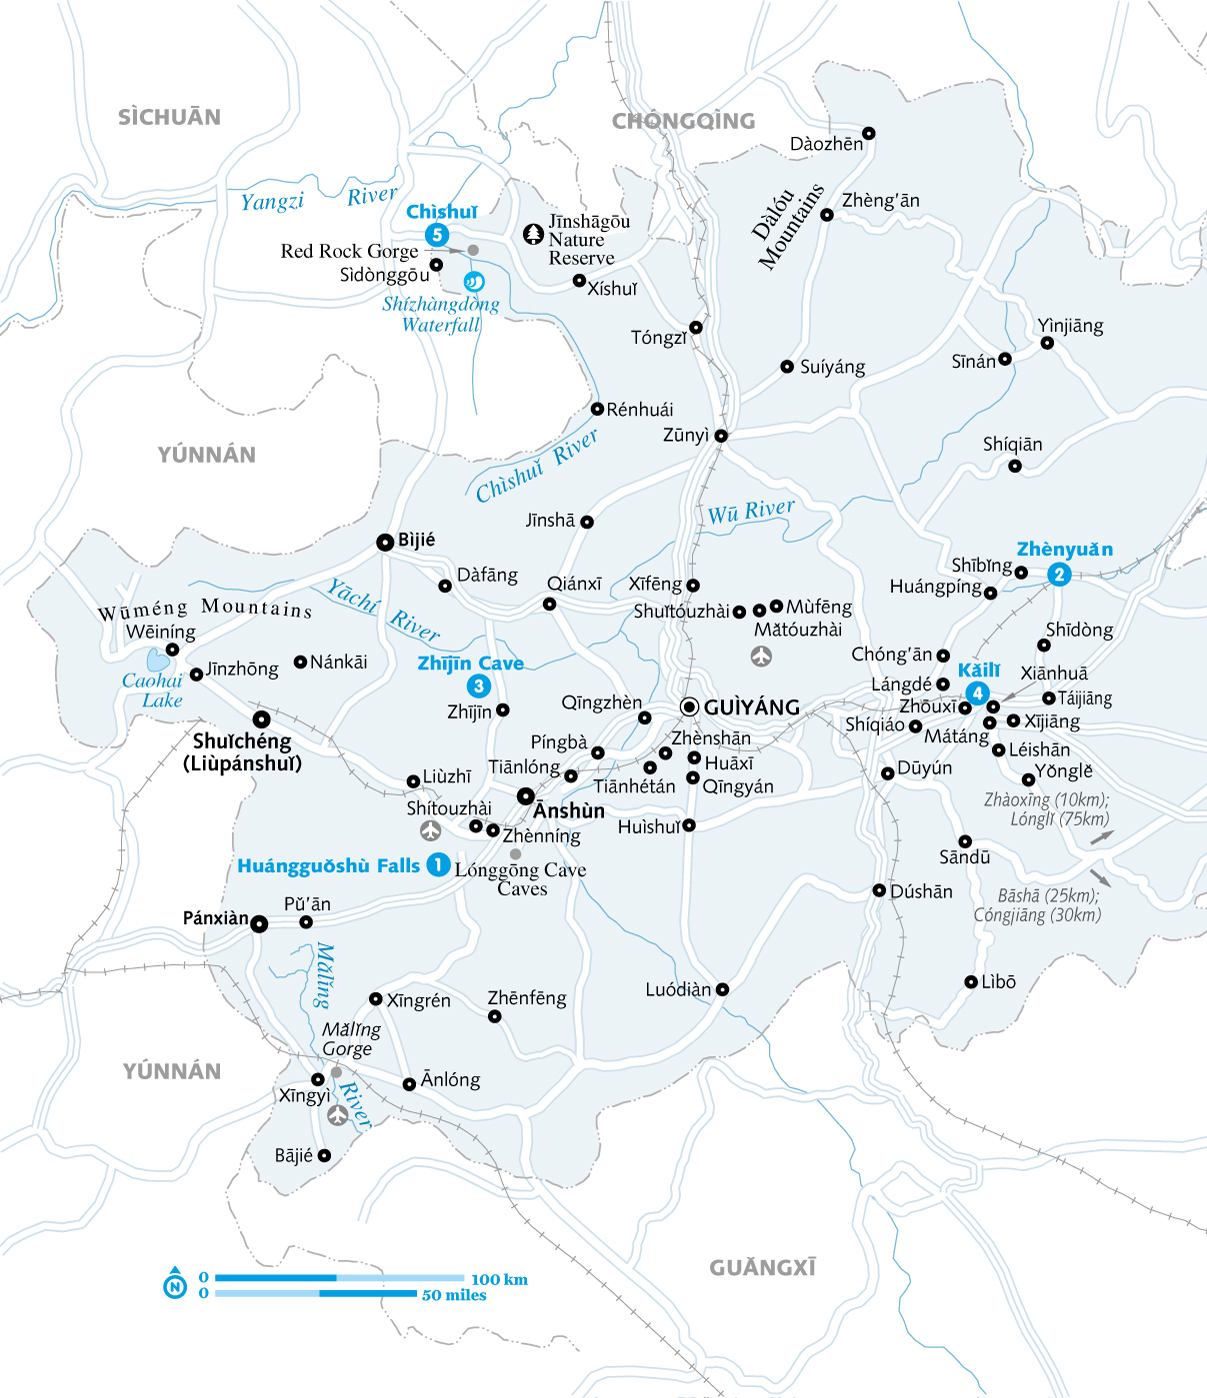 SÌCHUĀN
CHÓNGQÌNG
Dàozhēn
Dàlóu
Mountains
Zhèng'ān
Yangzi River
Chìshuǐ
5
Jīnshāgōu
Nature
Reserve
Red Rock Gorge
Sìdònggōu
Xíshuǐ
Shízhàngdòng
Waterfall
Tóngzǐ
Yìnjiāng
Sīnán
Suíyáng
Rénhuái
Zūnyì
YÚNNÁN
Chìshuǐ River
Shíqiān
Jīnshā
Wū River
Bìjié
Zhènyuǎn
2
Shībǐng
Huángpíng
Dàfāng
Qiánxī
Xīfēng
Yāchí River
Wūméng Mountains
Shuǐtóuzhài
Mùfēng
Mǎtóuzhài
Wēiníng
Shīdòng
Jīnzhōng
Nánkāi
Zhījīn Cave
3
Chóng'ān
Kǎilǐ
4
Xiānhuā
Caohai
Lake
Lángdé
Táijiāng
Zhījīn
Qīngzhèn
GUÌYÁNG
Zhōuxī
Shíqiáo
Mátáng
Xījiāng
Shuǐchéng
(Liùpánshuǐ)
Píngbà
Zhènshān
Léishān
Tiānlóng
Huāxī
Dūyún
Yǒnglě
Liùzhī
Tiānhétán
Qīngyán
Zhàoxīng (10km);
Lónglǐ (75km)
Shítouzhài
Ānshùn
Huìshuǐ
Zhènníng
Sāndū
Huángguǒshù Falls
1
Lónggōng Cave
Caves
Dúshān
Bāshā (25km);
Cóngjiāng (30km)
Pǔ'ān
Pánxiàn
Mǎlǐng
Luódiàn
Lìbō
Xīngrén
Zhēnfēng
Mǎlǐng
Gorge
YÚNNÁN
Ānlóng
Xīngyì
River
Bājié
GUǍNGXĪ
N
0
100 km
0
50 miles